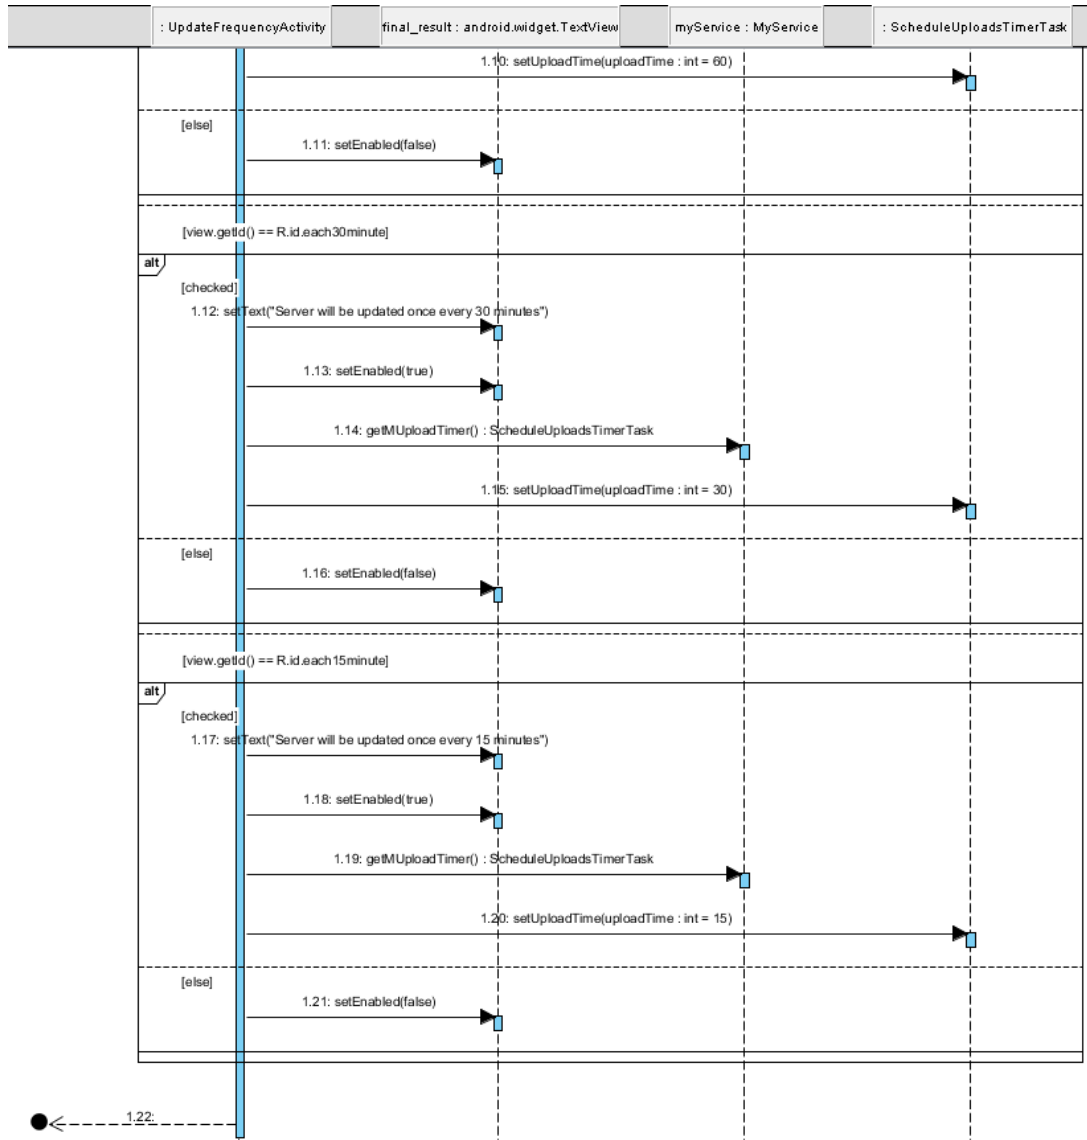 : UpdateFrequencyActivity
final_result : android.widget.TextView
myService : MyService
: ScheduleUploadsTimerTask
1.10: setUploadTime(uploadTime : int = 60)
[else]
1.11: setEnabled(false)
[view.getId() == R.id.each30minute]
alt
[checked]
1.12: setText("Server will be updated once every 30 minutes")
1.13: setEnabled(true)
1.14: getMUploadTimer() : ScheduleUploadsTimerTask
1.15: setUploadTime(uploadTime : int = 30)
[else]
1.16: setEnabled(false)
[view.getId() == R.id.each15minute]
alt
[checked]
1.17: setText("Server will be updated once every 15 minutes")
1.18: setEnabled(true)
1.19: getMUploadTimer() : ScheduleUploadsTimerTask
1.20: setUploadTime(uploadTime : int = 15)
[else]
1.21: setEnabled(false)
1.22: